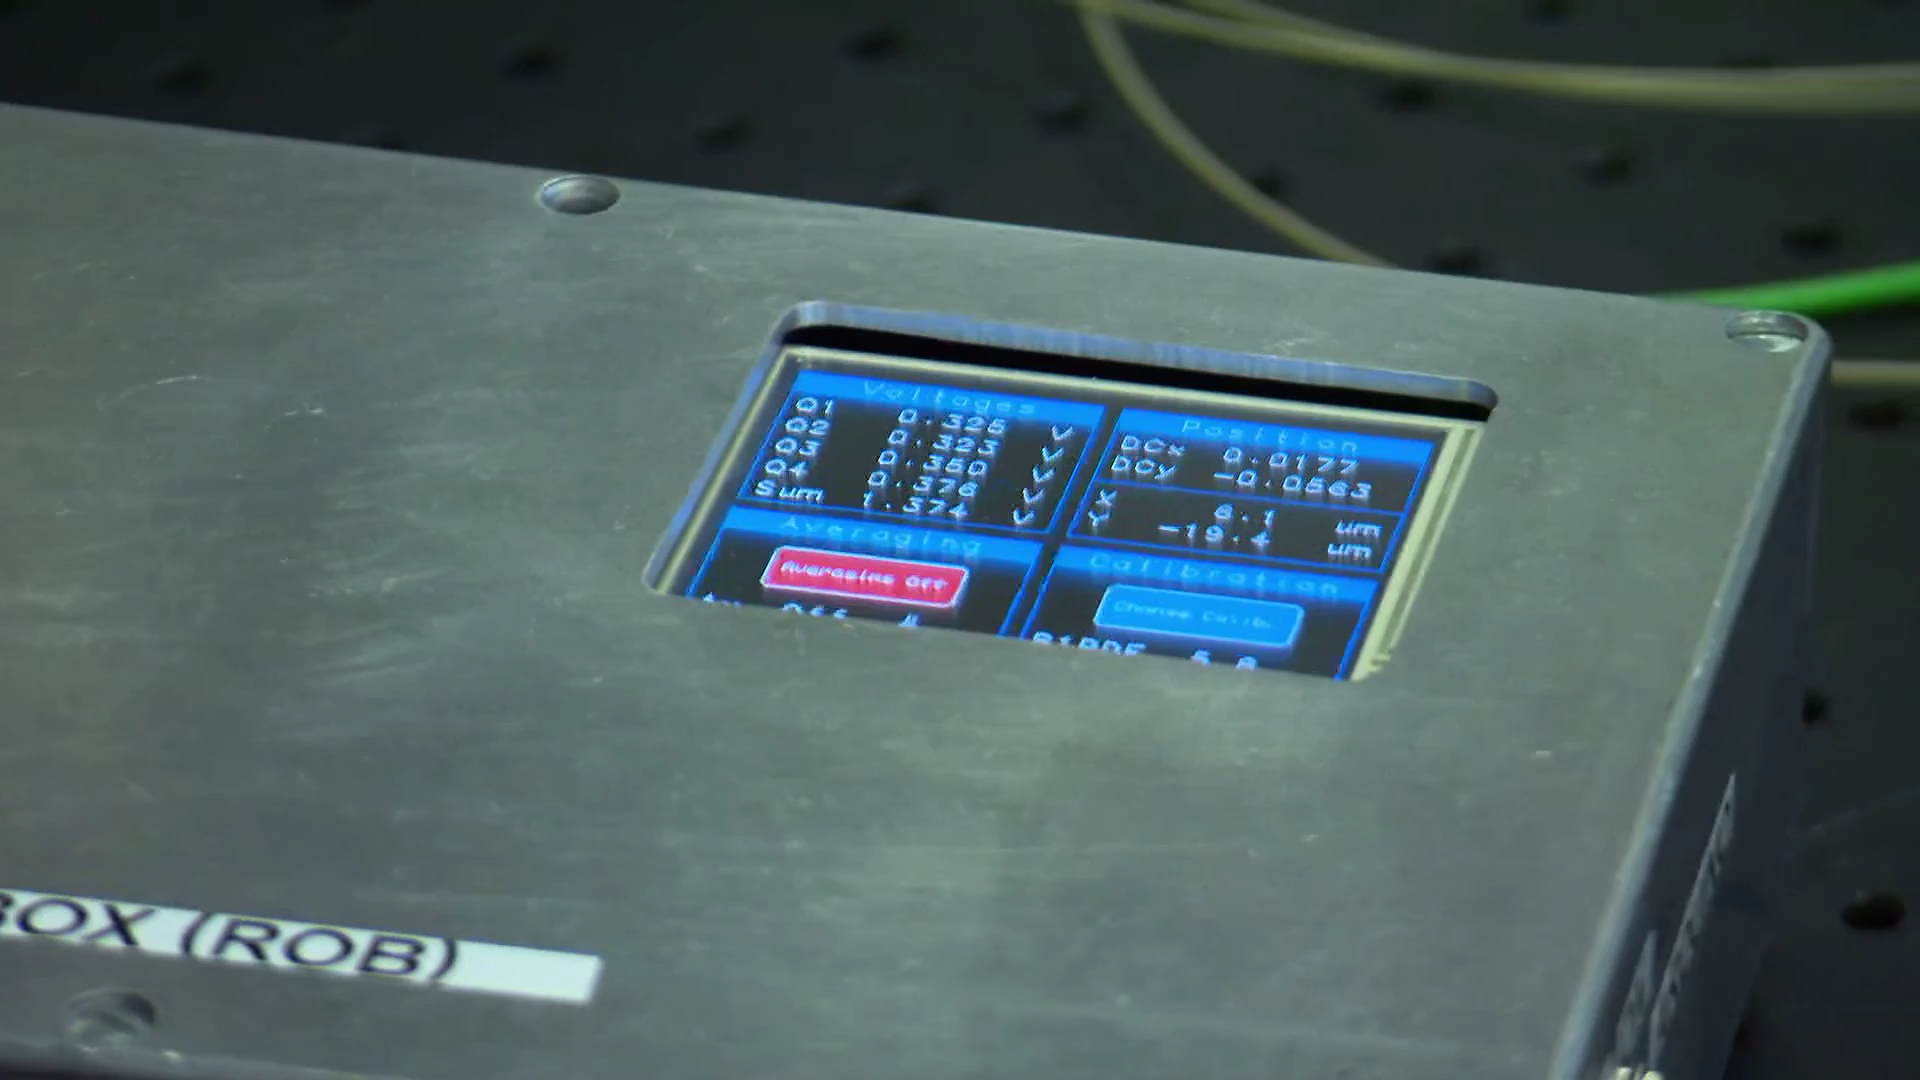 Voltages
Q1 0.325 V
Q2 0.323 V
Q3 0.350 V
Q4 0.376 V
Sum 1.374 V
Position
DCx 0.0177
DCy -0.0563
X 6.1 um
Y -19.4 um
Averaging
Averaging Off
Calibration
Change Calib.
BOX (ROB)